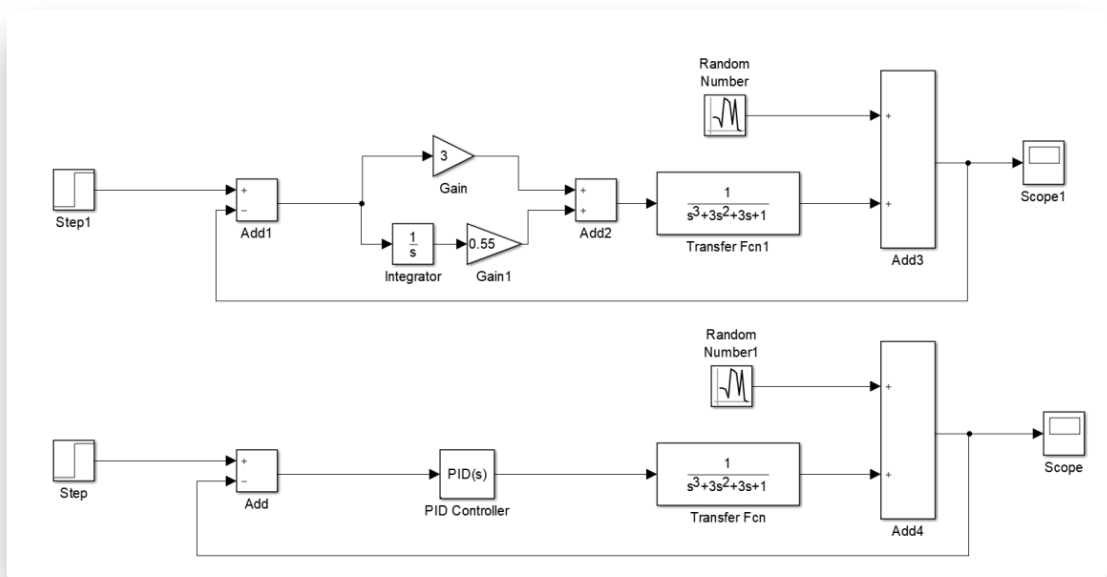 Random
Number
+
+
Scope1
3
Gain
Step1
+
−
Add1
1
s
Integrator
0.55
Gain1
+
+
Add2
1
s³+3s²+3s+1
Transfer Fcn1
Add3
Random
Number1
+
+
Scope
Step
+
−
Add
PID(s)
PID Controller
1
s³+3s²+3s+1
Transfer Fcn
Add4